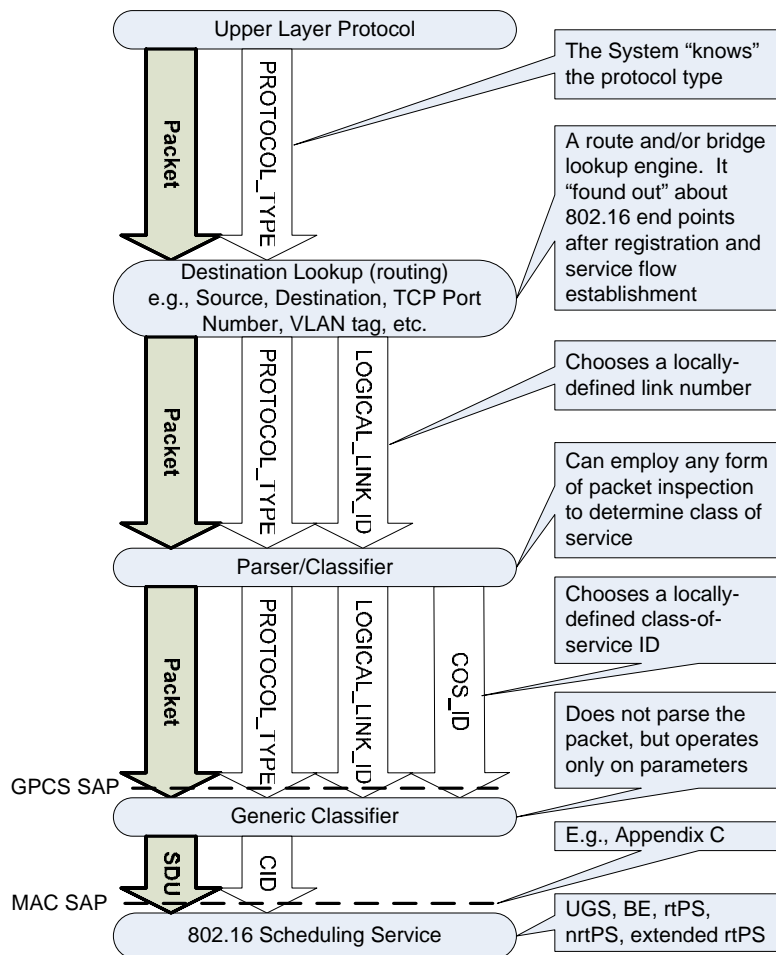 Upper Layer Protocol
The System “knows”
the protocol type
Packet
PROTOCOL_TYPE
A route and/or bridge
lookup engine.  It
“found out” about
802.16 end points
after registration and
service flow
establishment
Destination Lookup (routing)
e.g., Source, Destination, TCP Port
Number, VLAN tag, etc.
Packet
PROTOCOL_TYPE
LOGICAL_LINK_ID
Chooses a locally-
defined link number
Can employ any form
of packet inspection
to determine class of
service
Parser/Classifier
Packet
PROTOCOL_TYPE
LOGICAL_LINK_ID
COS_ID
Chooses a locally-
defined class-of-
service ID
Does not parse the
packet, but operates
only on parameters
GPCS SAP
Generic Classifier
SDU
CID
E.g., Appendix C
MAC SAP
802.16 Scheduling Service
UGS, BE, rtPS,
nrtPS, extended rtPS